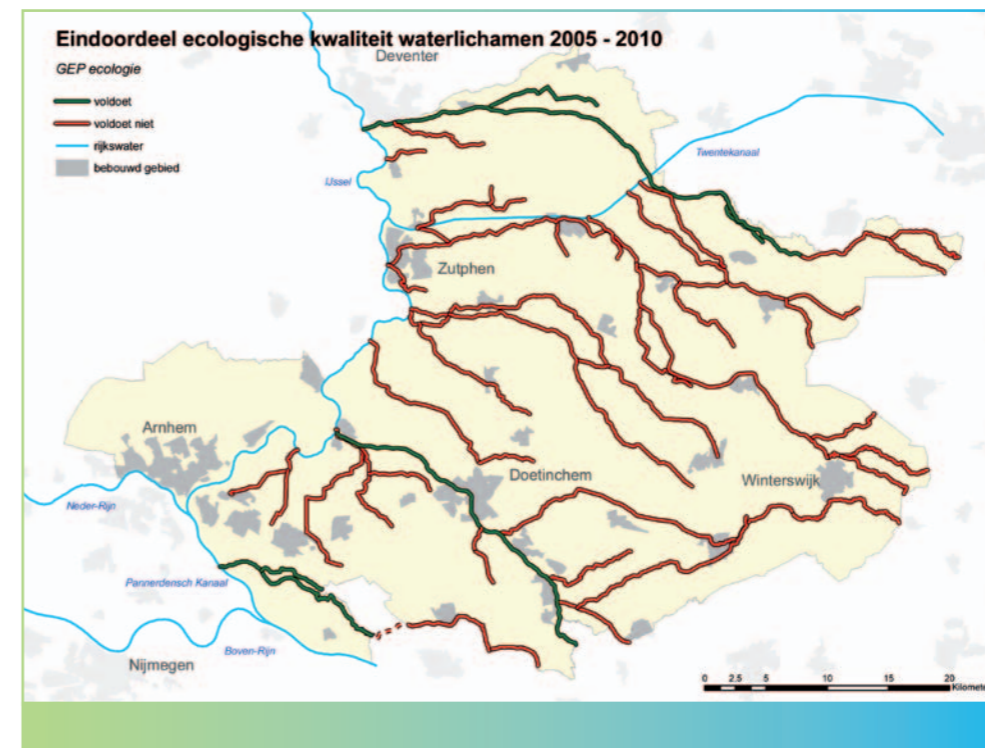 Eindoordeel ecologische kwaliteit waterlichamen 2005 - 2010
GEP ecologie
voldoet
voldoet niet
rijkswater
bebouwd gebied
Deventer
Twentekanaal
IJssel
Zutphen
Arnhem
Doetinchem
Winterswijk
Neder-Rijn
Pannerdensch Kanaal
Boven-Rijn
Nijmegen
0 2.5 5 10 15 20
Kilomete